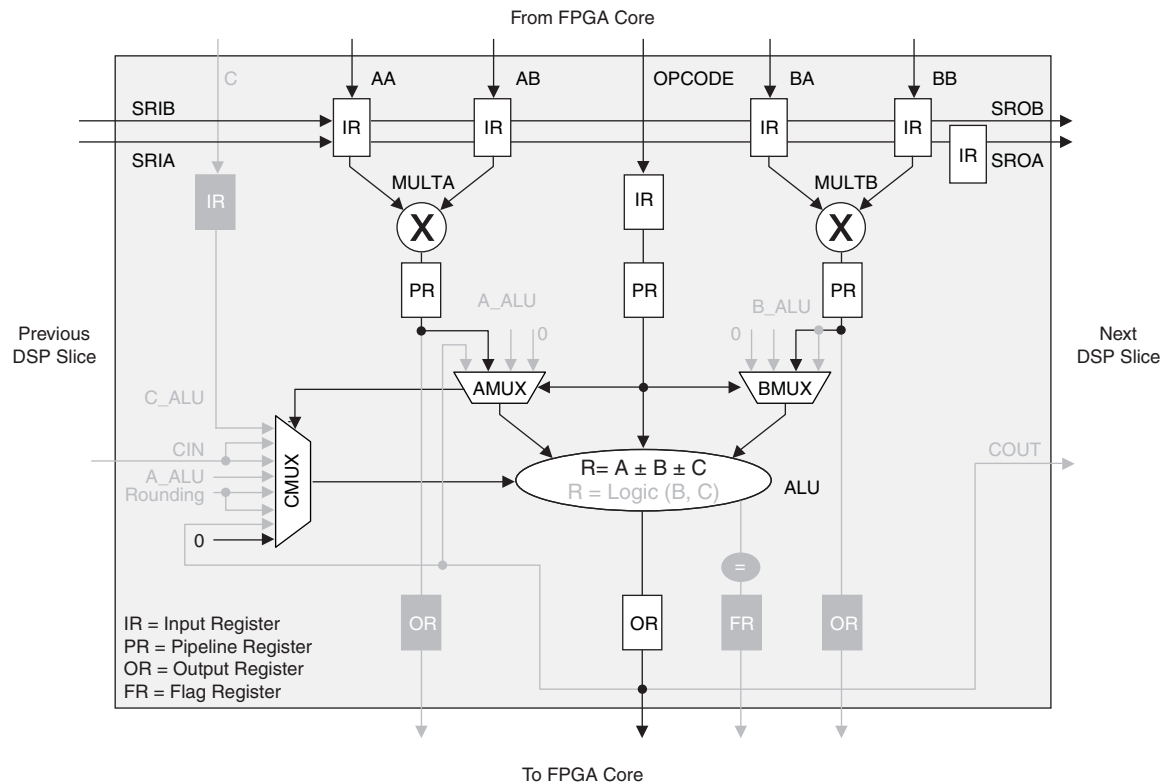 From FPGA Core
C
AA
AB
OPCODE
BA
BB
SRIB
IR
IR
IR
IR
SROB
SRIA
IR
SROA
IR
MULTA
IR
MULTB
X
X
PR
PR
PR
A_ALU
B_ALU
0
0
Previous
DSP Slice
Next
DSP Slice
AMUX
BMUX
C_ALU
CIN
COUT
A_ALU
Rounding
CMUX
R= A ± B ± C
R = Logic (B, C)
ALU
0
=
IR = Input Register
PR = Pipeline Register
OR = Output Register
FR = Flag Register
OR
OR
FR
OR
To FPGA Core